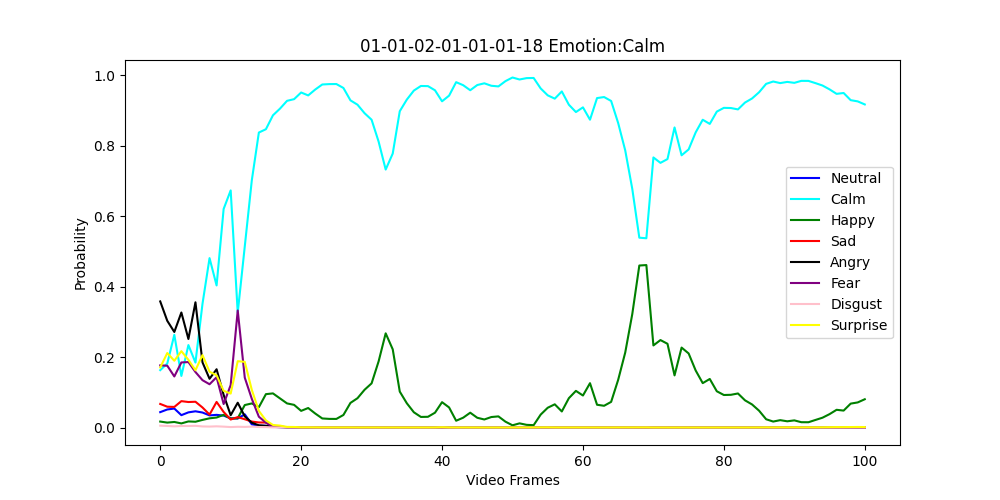 01-01-02-01-01-01-18 Emotion:Calm
1.0
0.8
0.6
0.4
0.2
0.0
Probability
0 20 40 60 80 100
Video Frames
Neutral
Calm
Happy
Sad
Angry
Fear
Disgust
Surprise